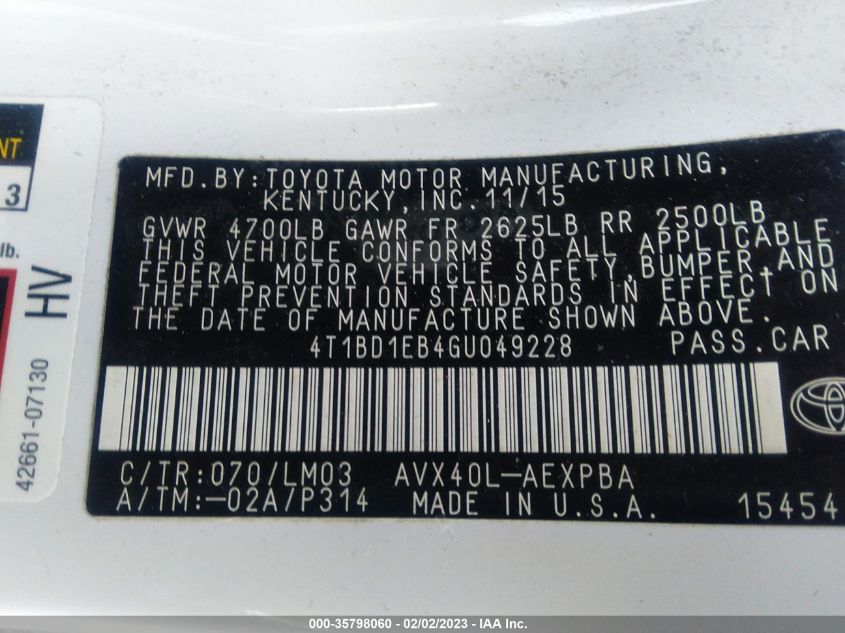 NT
3
lb.
HV
42661-07130
MFD.BY:TOYOTA MOTOR MANUFACTURING,
KENTUCKY,INC.11/15
GVWR 4700LB GAWR FR 2625LB RR 2500LB
THIS VEHICLE CONFORMS TO ALL APPLICABLE
FEDERAL MOTOR VEHICLE SAFETY,BUMPER,AND
THEFT PREVENTION STANDARDS IN EFFECT ON
THE DATE OF MANUFACTURE SHOWN ABOVE.
4T1BD1EB4GU049228 PASS.CAR
C/TR:070/LM03 AVX40L-AEXPBA
A/TM:-02A/P314 MADE IN U.S.A. 15454
000-35798060 - 02/02/2023 - IAA Inc.